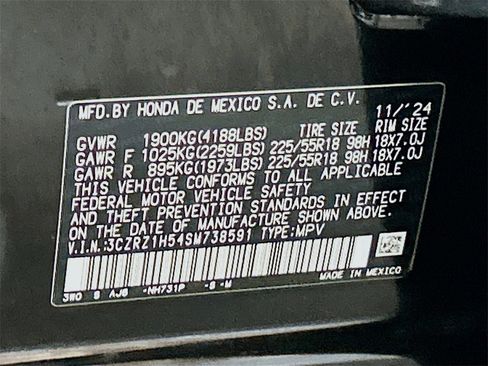 MFD.BY HONDA DE MEXICO S.A. DE C.V. 11/'24
GVWR 1900KG(4188LBS) TIRE SIZE RIM SIZE
GAWR F 1025KG(2259LBS) 225/55R18 98H 18X7.0J
GAWR R 895KG(1973LBS) 225/55R18 98H 18X7.0J
THIS VEHICLE CONFORMS TO ALL APPLICABLE
FEDERAL MOTOR VEHICLE SAFETY
AND THEFT PREVENTION STANDARDS IN EFFECT
ON THE DATE OF MANUFACTURE SHOWN ABOVE.
V.I.N.:3CZRZ1H54SM738591 TYPE:MPV
3W0 S AJ8 -NH731P -B -M MADE IN MEXICO